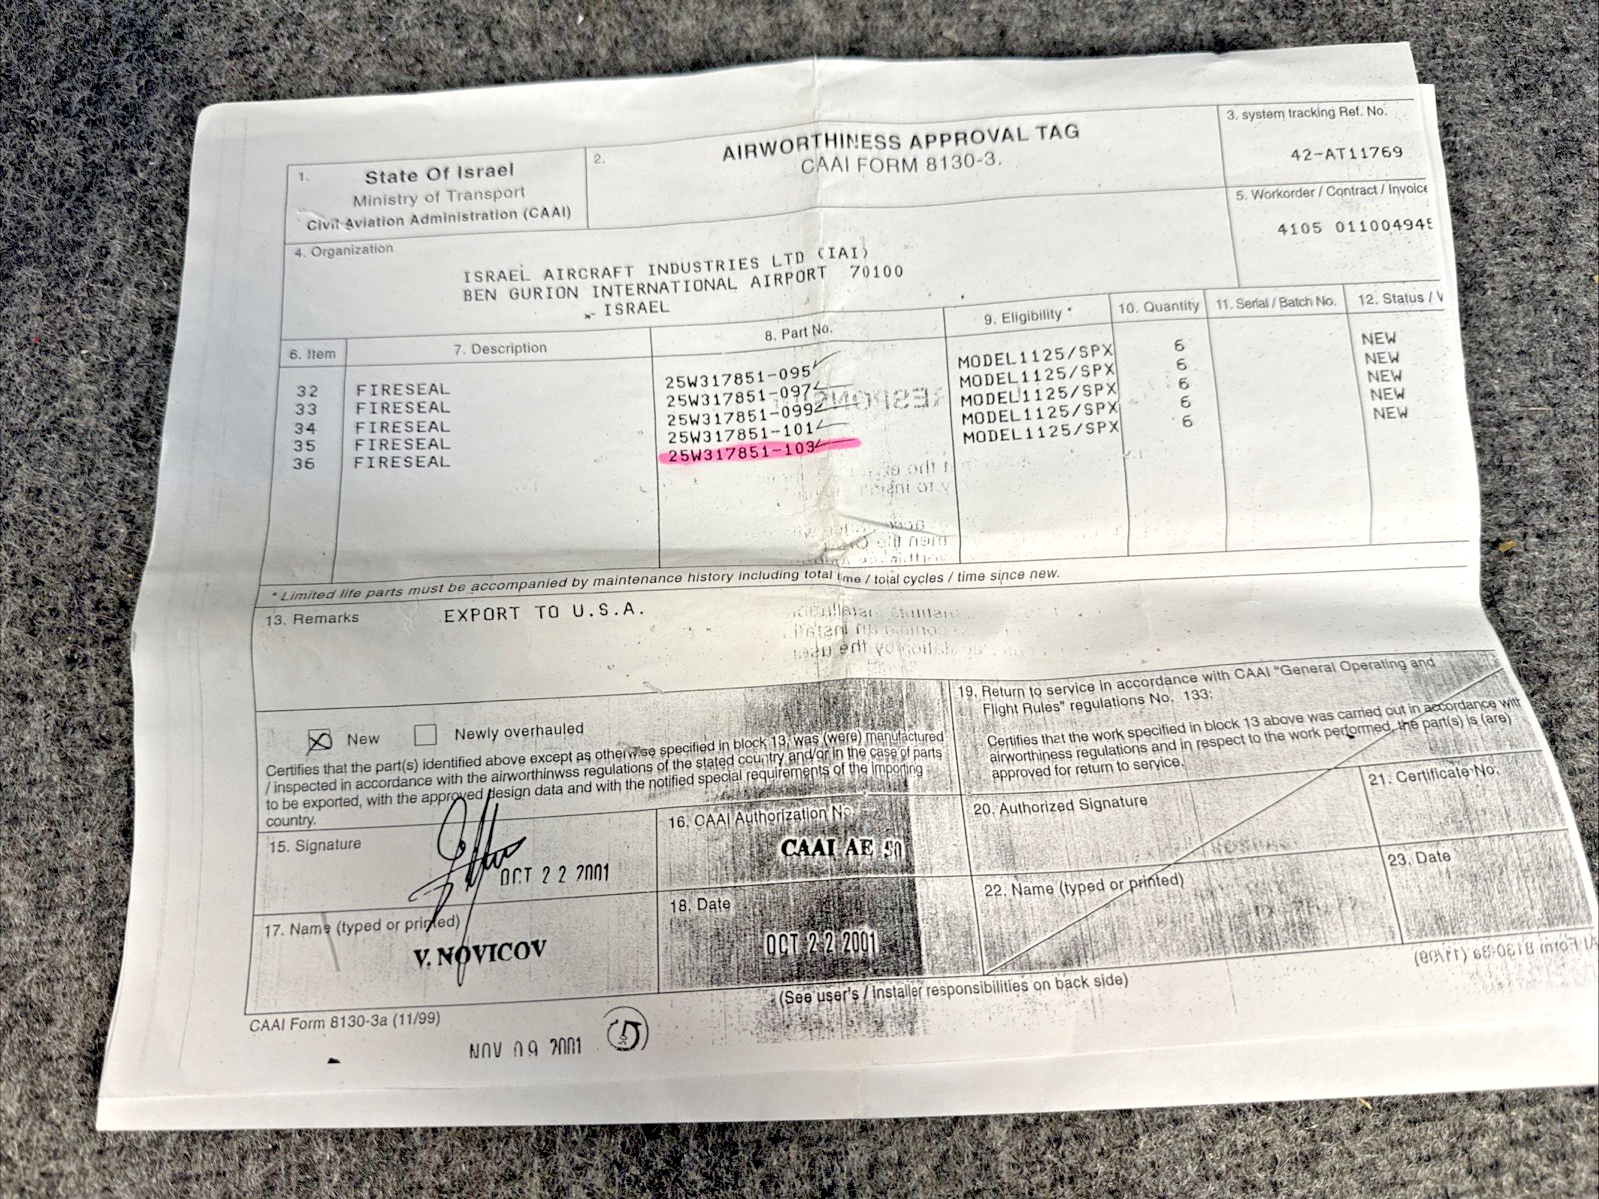 1. State Of Israel
Ministry of Transport
Civil Aviation Administration (CAAI)
2. AIRWORTHINESS APPROVAL TAG
CAAI FORM 8130-3.
3. system tracking Ref. No.
42-AT11769
4. Organization
ISRAEL AIRCRAFT INDUSTRIES LTD (IAI)
BEN GURION INTERNATIONAL AIRPORT 70100
ISRAEL
5. Workorder / Contract / Invoice
4105 011004945
6. Item 7. Description 8. Part No. 9. Eligibility * 10. Quantity 11. Serial / Batch No. 12. Status /
32 FIRESEAL 25W317851-095 MODEL1125/SPX 6 NEW
33 FIRESEAL 25W317851-097 MODEL1125/SPX 6 NEW
34 FIRESEAL 25W317851-099 MODEL1125/SPX 6 NEW
35 FIRESEAL 25W317851-101 MODEL1125/SPX 6 NEW
36 FIRESEAL 25W317851-103 MODEL1125/SPX 6 NEW
* Limited life parts must be accompanied by maintenance history including total time / total cycles / time since new.
13. Remarks EXPORT TO U.S.A.
New Newly overhauled
Certifies that the part(s) identified above except as otherwise specified in block 13, was (were) manufactured
/ inspected in accordance with the airworthinwss regulations of the stated country and/or in the case of parts
to be exported, with the approved design data and with the notified special requirements of the Importing
country.
19. Return to service in accordance with CAAI "General Operating and
Flight Rules" regulations No. 133:
Certifies that the work specified in block 13 above was carried out in accordance with
airworthiness regulations and in respect to the work performed, the part(s) is (are)
approved for return to service.
15. Signature
OCT 22 2001
16. CAAI Authorization No.
CAAI AE 50
20. Authorized Signature
21. Certificate No.
17. Name (typed or printed)
V. NOVICOV
18. Date
OCT 22 2001
22. Name (typed or printed)
23. Date
(See user's / Installer responsibilities on back side)
CAAI Form 8130-3a (11/99)
NOV 09 2001